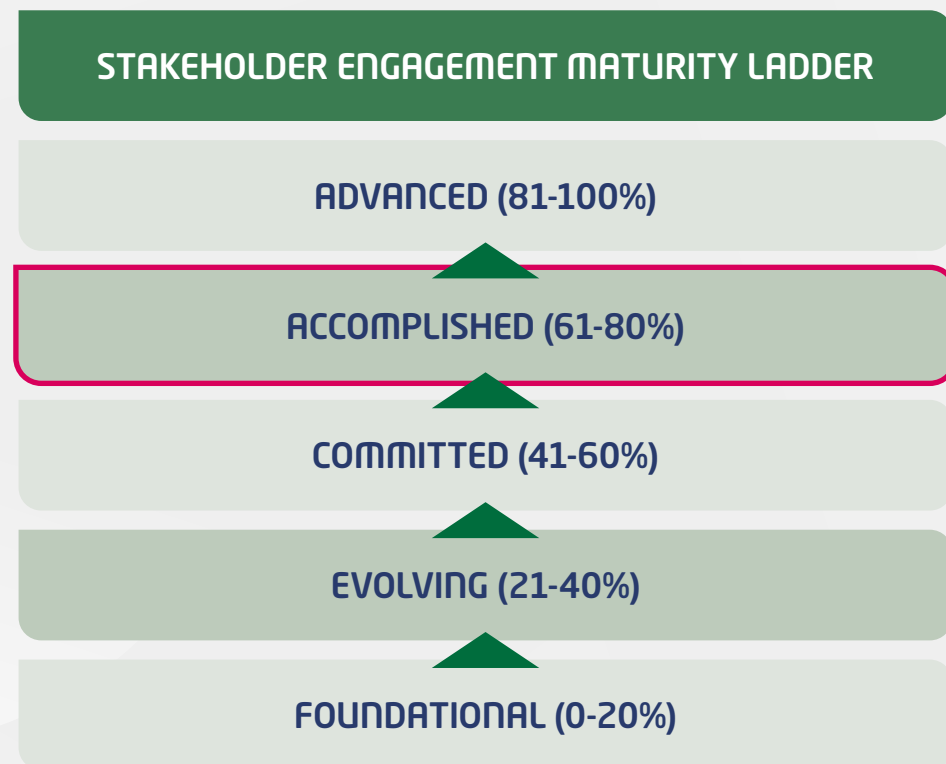 STAKEHOLDER ENGAGEMENT MATURITY LADDER
ADVANCED (81-100%)
ACCOMPLISHED (61-80%)
COMMITTED (41-60%)
EVOLVING (21-40%)
FOUNDATIONAL (0-20%)